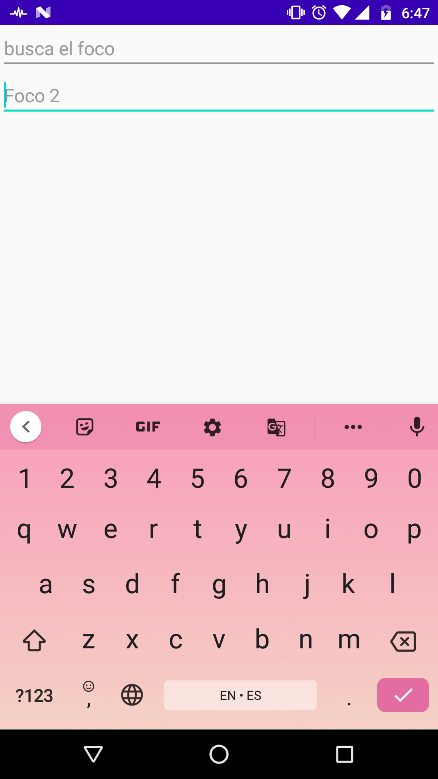 6:47
busca el foco
Foco 2
GIF
1 2 3 4 5 6 7 8 9 0
q w e r t y u i o p
a s d f g h j k l
z x c v b n m
?123 , EN • ES .